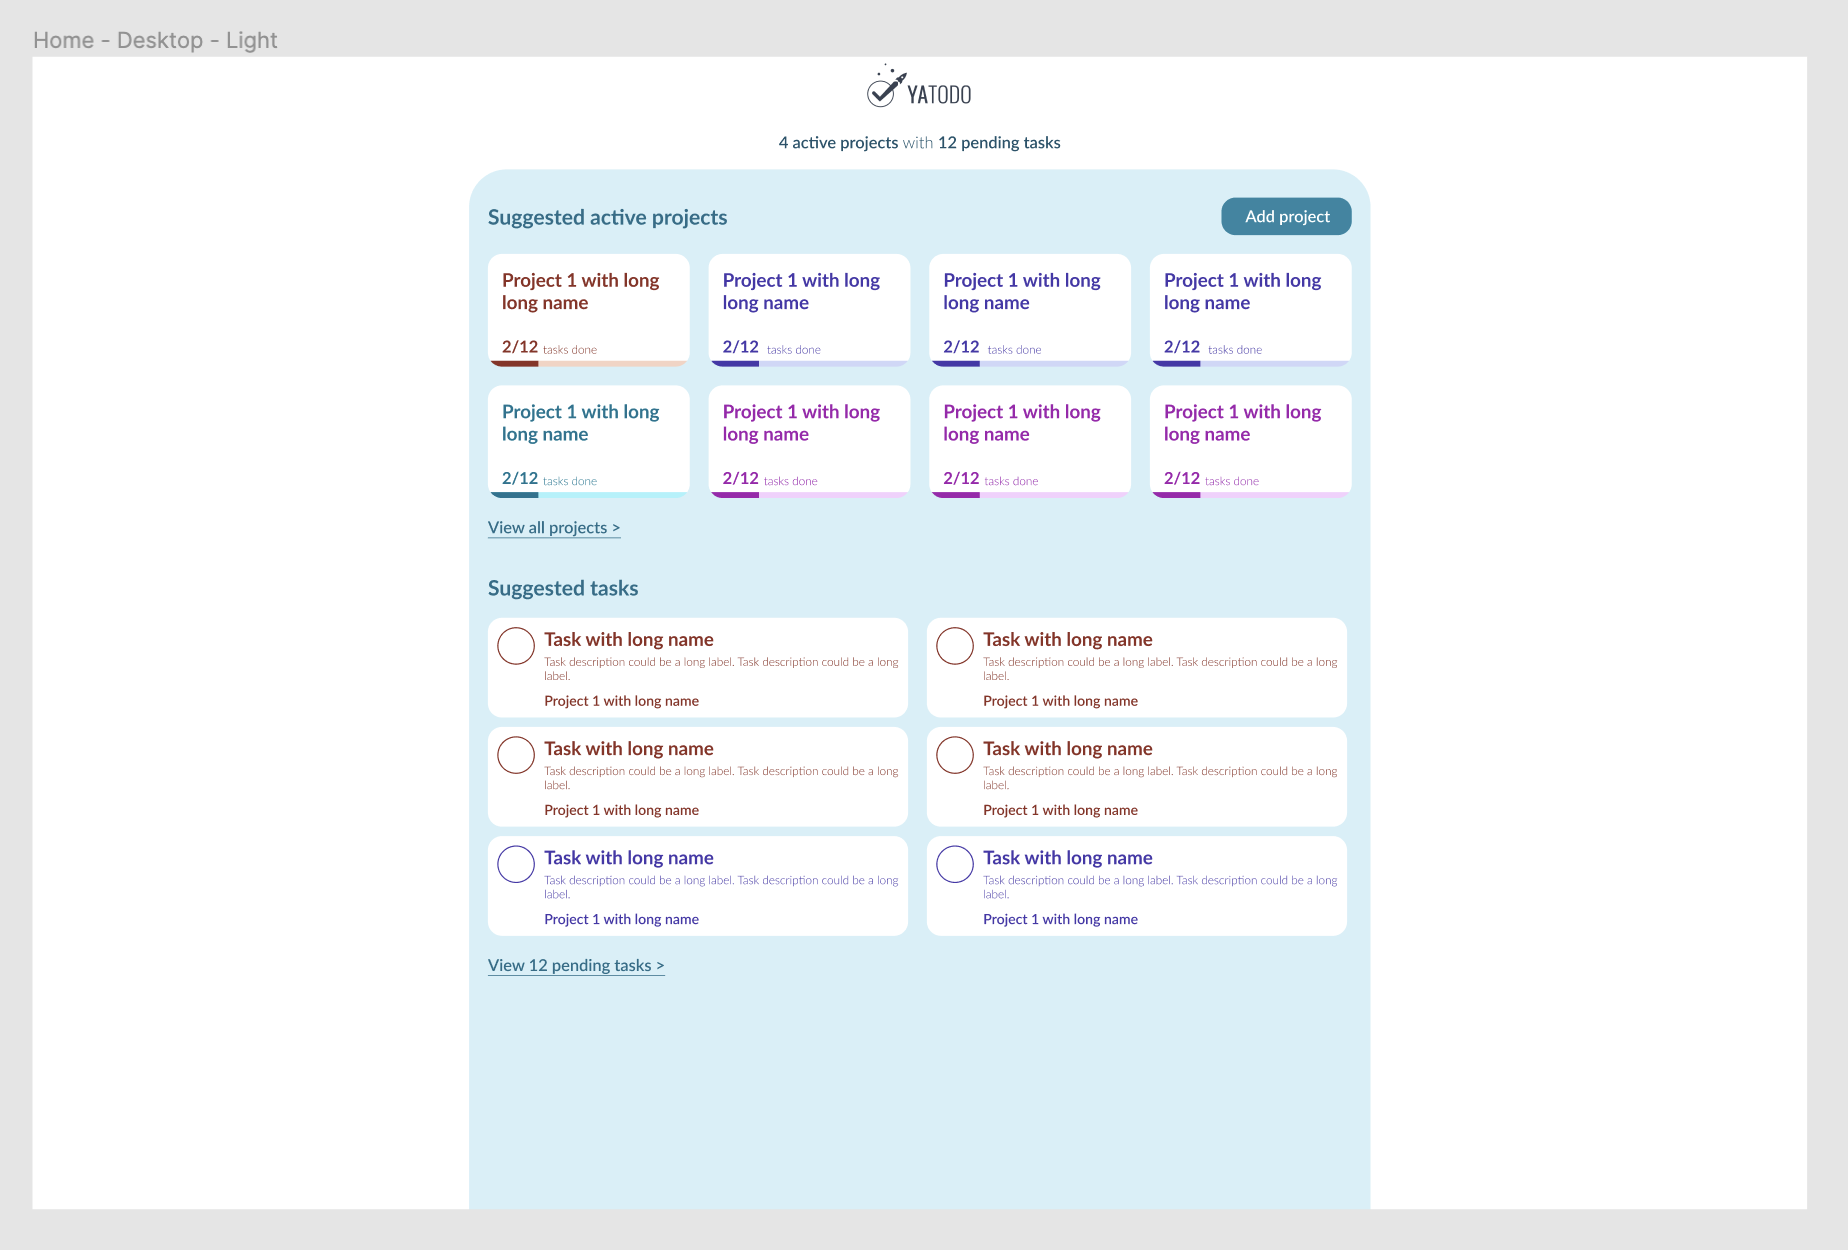 Home - Desktop - Light
YATODO
4 active projects with 12 pending tasks
Suggested active projects
Add project
Project 1 with long
long name
2/12 tasks done
Project 1 with long
long name
2/12 tasks done
Project 1 with long
long name
2/12 tasks done
Project 1 with long
long name
2/12 tasks done
Project 1 with long
long name
2/12 tasks done
Project 1 with long
long name
2/12 tasks done
Project 1 with long
long name
2/12 tasks done
Project 1 with long
long name
2/12 tasks done
View all projects >
Suggested tasks
Task with long name
Task description could be a long label. Task description could be a long
label.
Project 1 with long name
Task with long name
Task description could be a long label. Task description could be a long
label.
Project 1 with long name
Task with long name
Task description could be a long label. Task description could be a long
label.
Project 1 with long name
Task with long name
Task description could be a long label. Task description could be a long
label.
Project 1 with long name
Task with long name
Task description could be a long label. Task description could be a long
label.
Project 1 with long name
Task with long name
Task description could be a long label. Task description could be a long
label.
Project 1 with long name
View 12 pending tasks >